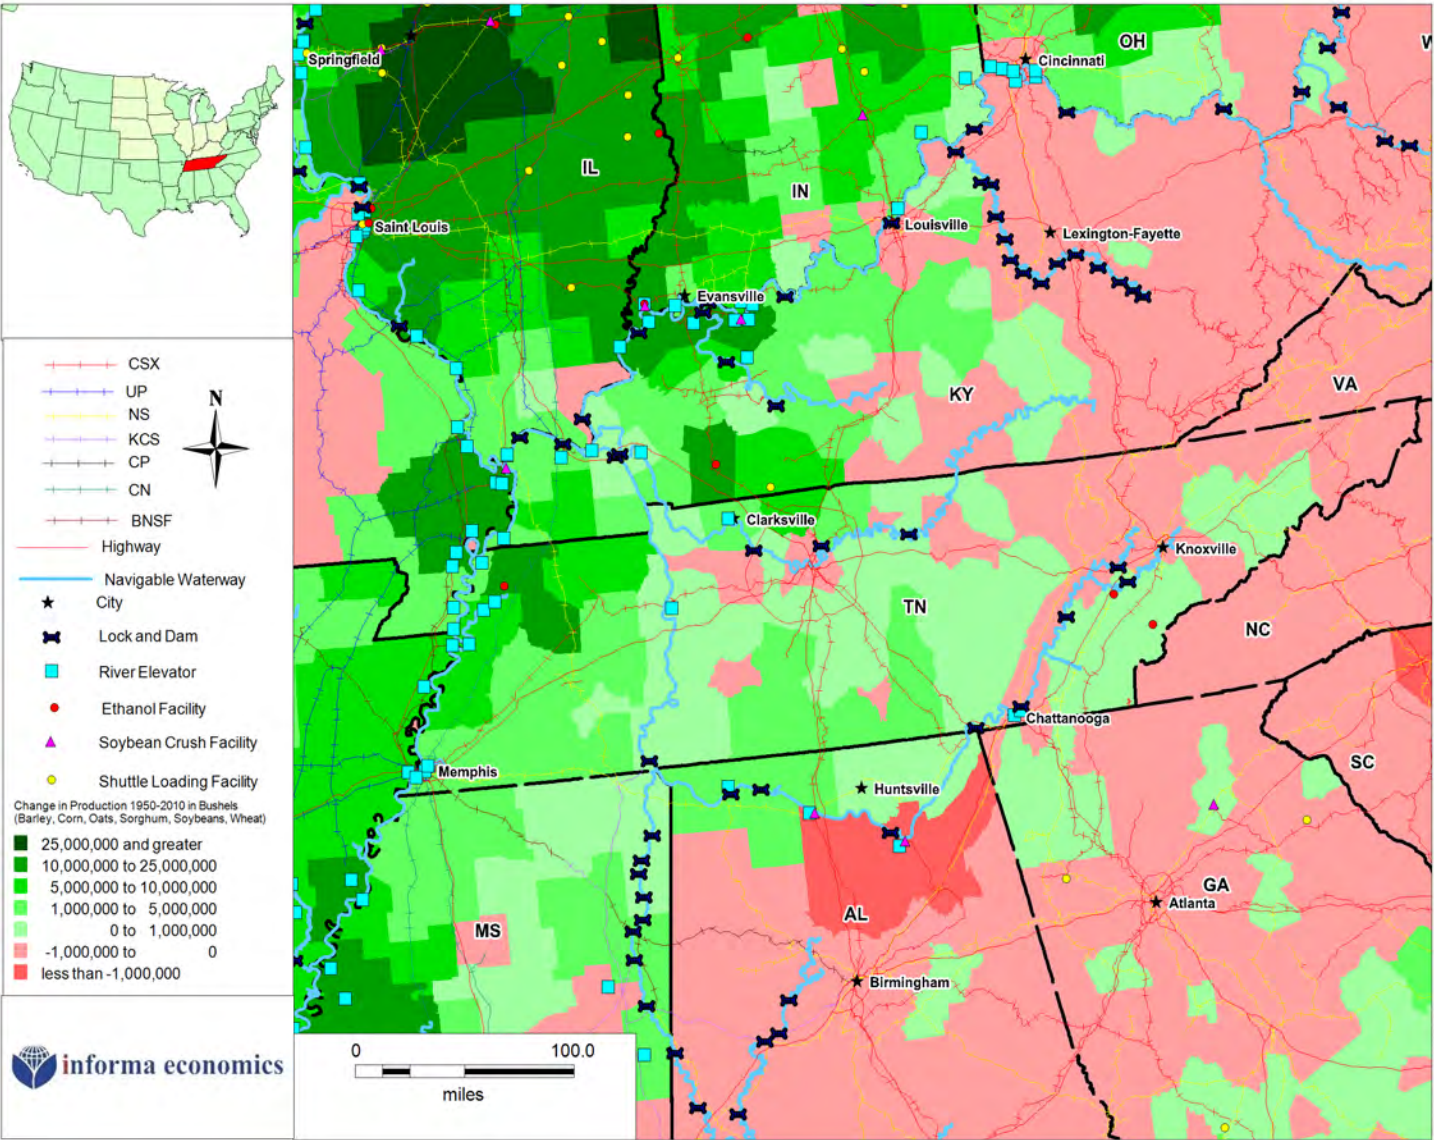 CSX
UP
NS
KCS
CP
CN
BNSF
Highway
Navigable Waterway
City
Lock and Dam
River Elevator
Ethanol Facility
Soybean Crush Facility
Shuttle Loading Facility
N
Change in Production 1950-2010 in Bushels
(Barley, Corn, Oats, Sorghum, Soybeans, Wheat)
25,000,000 and greater
10,000,000 to 25,000,000
5,000,000 to 10,000,000
1,000,000 to 5,000,000
0 to 1,000,000
-1,000,000 to 0
less than -1,000,000
informa economics
Springfield
OH
Cincinnati
W
IL
IN
Saint Louis
Louisville
Lexington-Fayette
Evansville
KY
VA
Clarksville
Knoxville
TN
NC
Chattanooga
Memphis
SC
Huntsville
GA
Atlanta
AL
MS
Birmingham
0 100.0
miles